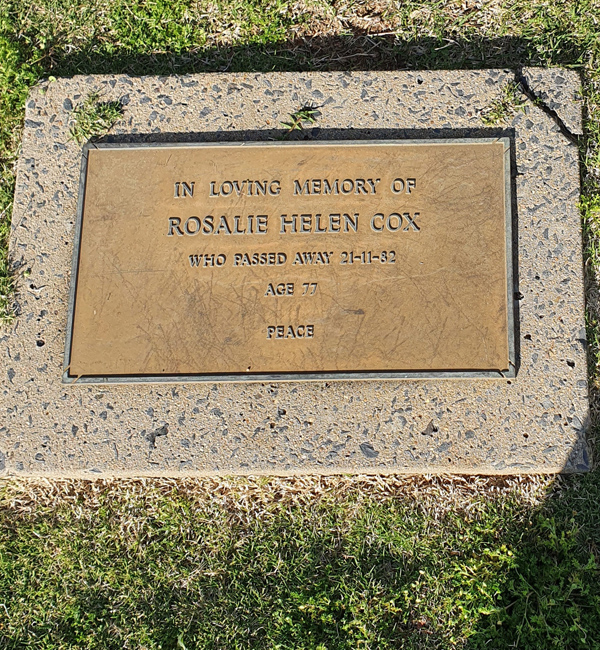 IN LOVING MEMORY OF
ROSALIE HELEN COX
WHO PASSED AWAY 21-11-82
AGE 77
PEACE